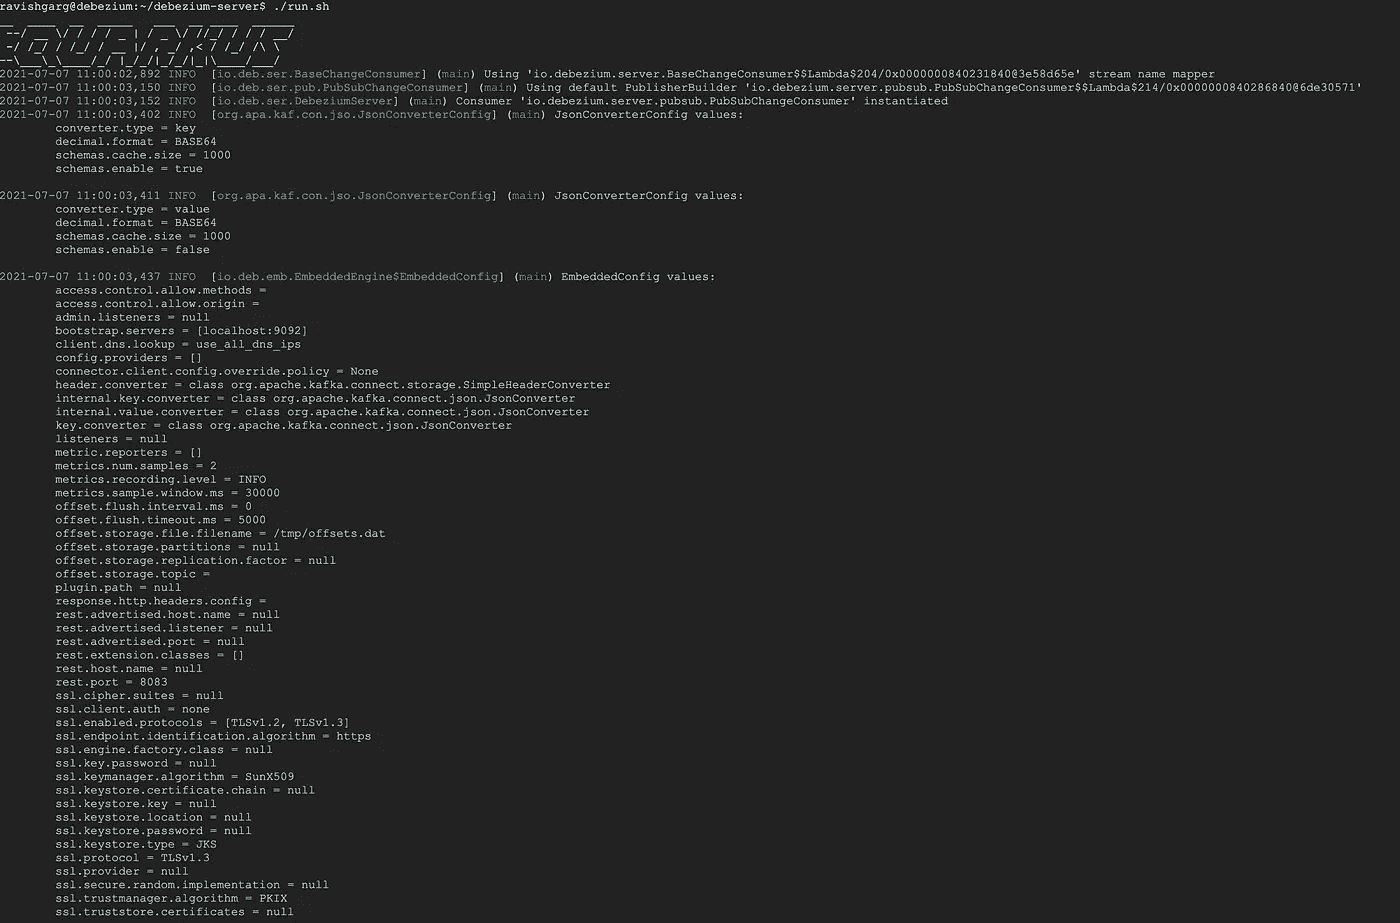 ravishgarg@debezium:~/debezium-server$ ./run.sh
__  ____  __  _____   ___  __ ____  ______
 --/ __ \/ / / / _ | / _ \/ //_/ / / / __/
 -/ /_/ / /_/ / __ |/ , _/ ,< / /_/ /\ \
--\___\_\____/_/ |_/_/|_/_/|_|\____/___/
2021-07-07 11:00:02,892 INFO  [io.deb.ser.BaseChangeConsumer] (main) Using 'io.debezium.server.BaseChangeConsumer$$Lambda$204/0x0000000840231840@3e58d65e' stream name mapper
2021-07-07 11:00:03,150 INFO  [io.deb.ser.pub.PubSubChangeConsumer] (main) Using default PublisherBuilder 'io.debezium.server.pubsub.PubSubChangeConsumer$$Lambda$214/0x0000000840286840@6de30571'
2021-07-07 11:00:03,152 INFO  [io.deb.ser.DebeziumServer] (main) Consumer 'io.debezium.server.pubsub.PubSubChangeConsumer' instantiated
2021-07-07 11:00:03,402 INFO  [org.apa.kaf.con.jso.JsonConverterConfig] (main) JsonConverterConfig values:
converter.type = key
decimal.format = BASE64
schemas.cache.size = 1000
schemas.enable = true
2021-07-07 11:00:03,411 INFO  [org.apa.kaf.con.jso.JsonConverterConfig] (main) JsonConverterConfig values:
converter.type = value
decimal.format = BASE64
schemas.cache.size = 1000
schemas.enable = false
2021-07-07 11:00:03,437 INFO  [io.deb.emb.EmbeddedEngine$EmbeddedConfig] (main) EmbeddedConfig values:
access.control.allow.methods =
access.control.allow.origin =
admin.listeners = null
bootstrap.servers = [localhost:9092]
client.dns.lookup = use_all_dns_ips
config.providers = []
connector.client.config.override.policy = None
header.converter = class org.apache.kafka.connect.storage.SimpleHeaderConverter
internal.key.converter = class org.apache.kafka.connect.json.JsonConverter
internal.value.converter = class org.apache.kafka.connect.json.JsonConverter
key.converter = class org.apache.kafka.connect.json.JsonConverter
listeners = null
metric.reporters = []
metrics.num.samples = 2
metrics.recording.level = INFO
metrics.sample.window.ms = 30000
offset.flush.interval.ms = 0
offset.flush.timeout.ms = 5000
offset.storage.file.filename = /tmp/offsets.dat
offset.storage.partitions = null
offset.storage.replication.factor = null
offset.storage.topic =
plugin.path = null
response.http.headers.config =
rest.advertised.host.name = null
rest.advertised.listener = null
rest.advertised.port = null
rest.extension.classes = []
rest.host.name = null
rest.port = 8083
ssl.cipher.suites = null
ssl.client.auth = none
ssl.enabled.protocols = [TLSv1.2, TLSv1.3]
ssl.endpoint.identification.algorithm = https
ssl.engine.factory.class = null
ssl.key.password = null
ssl.keymanager.algorithm = SunX509
ssl.keystore.certificate.chain = null
ssl.keystore.key = null
ssl.keystore.location = null
ssl.keystore.password = null
ssl.keystore.type = JKS
ssl.protocol = TLSv1.3
ssl.provider = null
ssl.secure.random.implementation = null
ssl.trustmanager.algorithm = PKIX
ssl.truststore.certificates = null